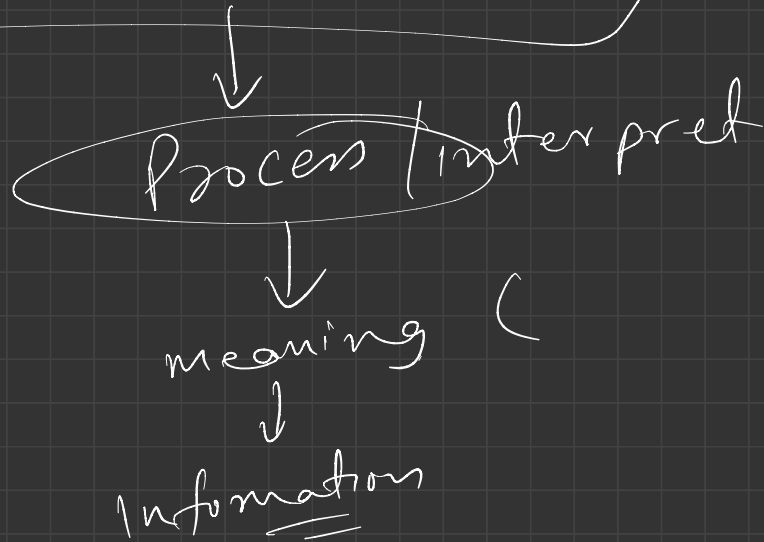 Process / interpret
meaning (
Information